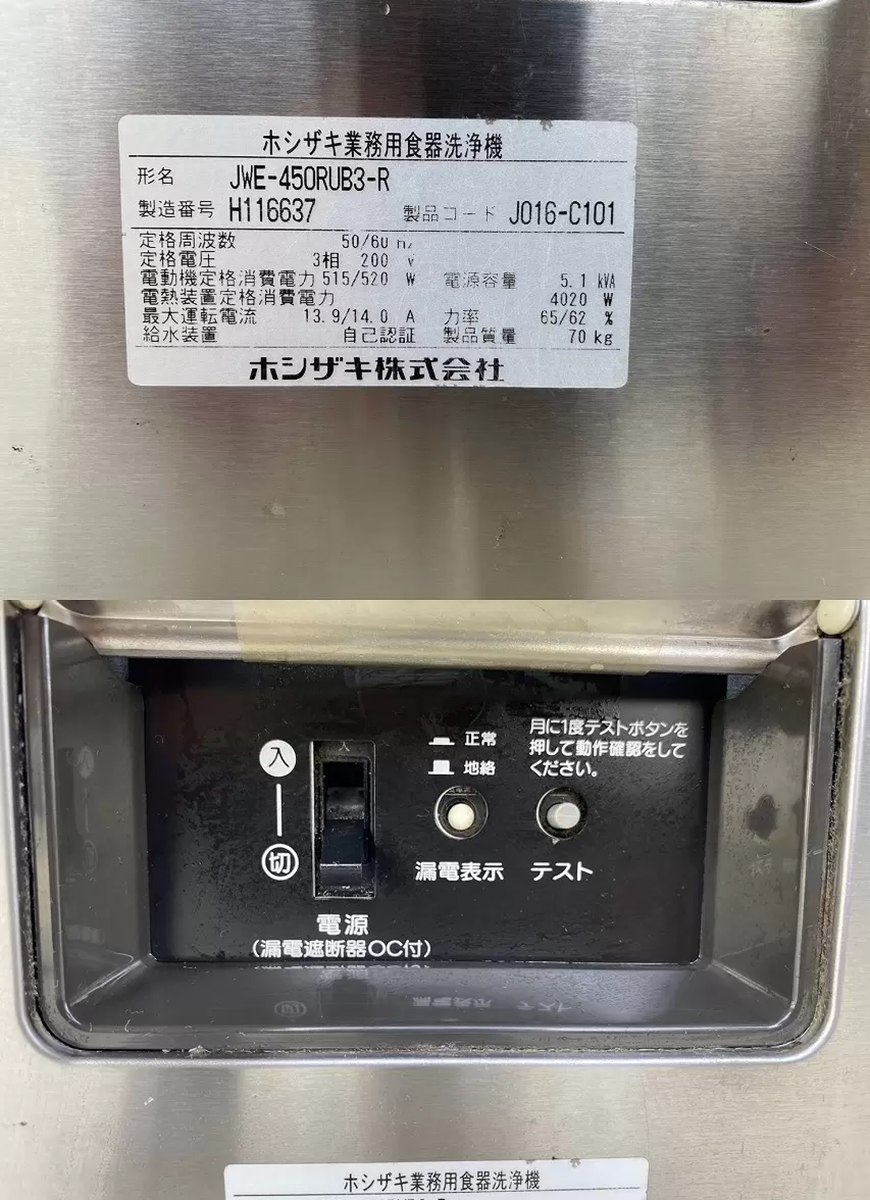 ホシザキ業務用食器洗浄機
形名 JWE-450RUB3-R
製造番号 H116637 製品コード J016-C101
定格周波数 50/60 Hz
定格電圧 3相 200 V
電動機定格消費電力 515/520 W 電源容量 5.1 kVA
電熱装置定格消費電力 4020 W
最大運転電流 13.9/14.0 A 力率 65/62 %
給水装置 自己認証 製品質量 70 kg
ホシザキ株式会社
入
切
入
電源
(漏電遮断器OC付)
正常
地絡
漏電表示
月に1度テストボタンを
押して動作確認をして
ください。
テスト
ホシザキ業務用食器洗浄機